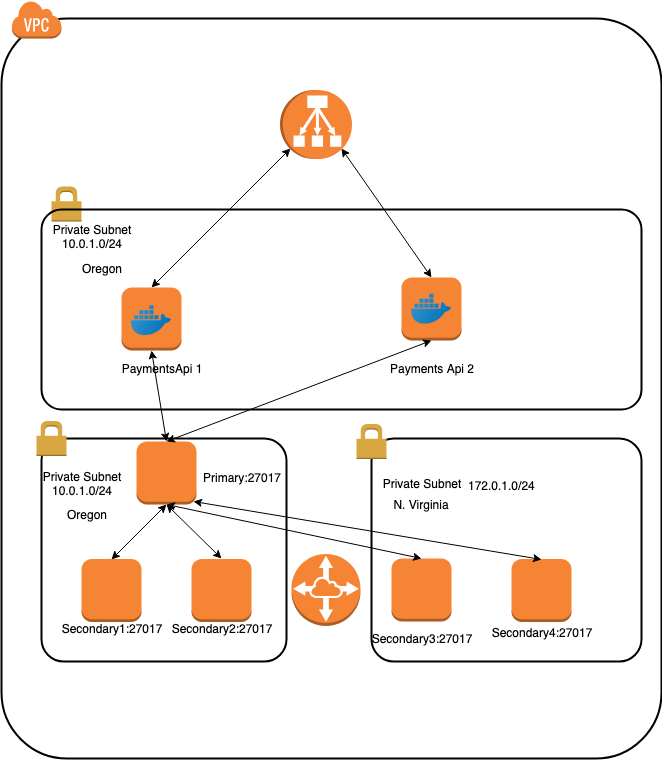 VPC
Private Subnet
10.0.1.0/24
Oregon
PaymentsApi 1
Payments Api 2
Private Subnet
10.0.1.0/24
Oregon
Primary:27017
Private Subnet 172.0.1.0/24
N. Virginia
Secondary1:27017
Secondary2:27017
Secondary3:27017
Secondary4:27017